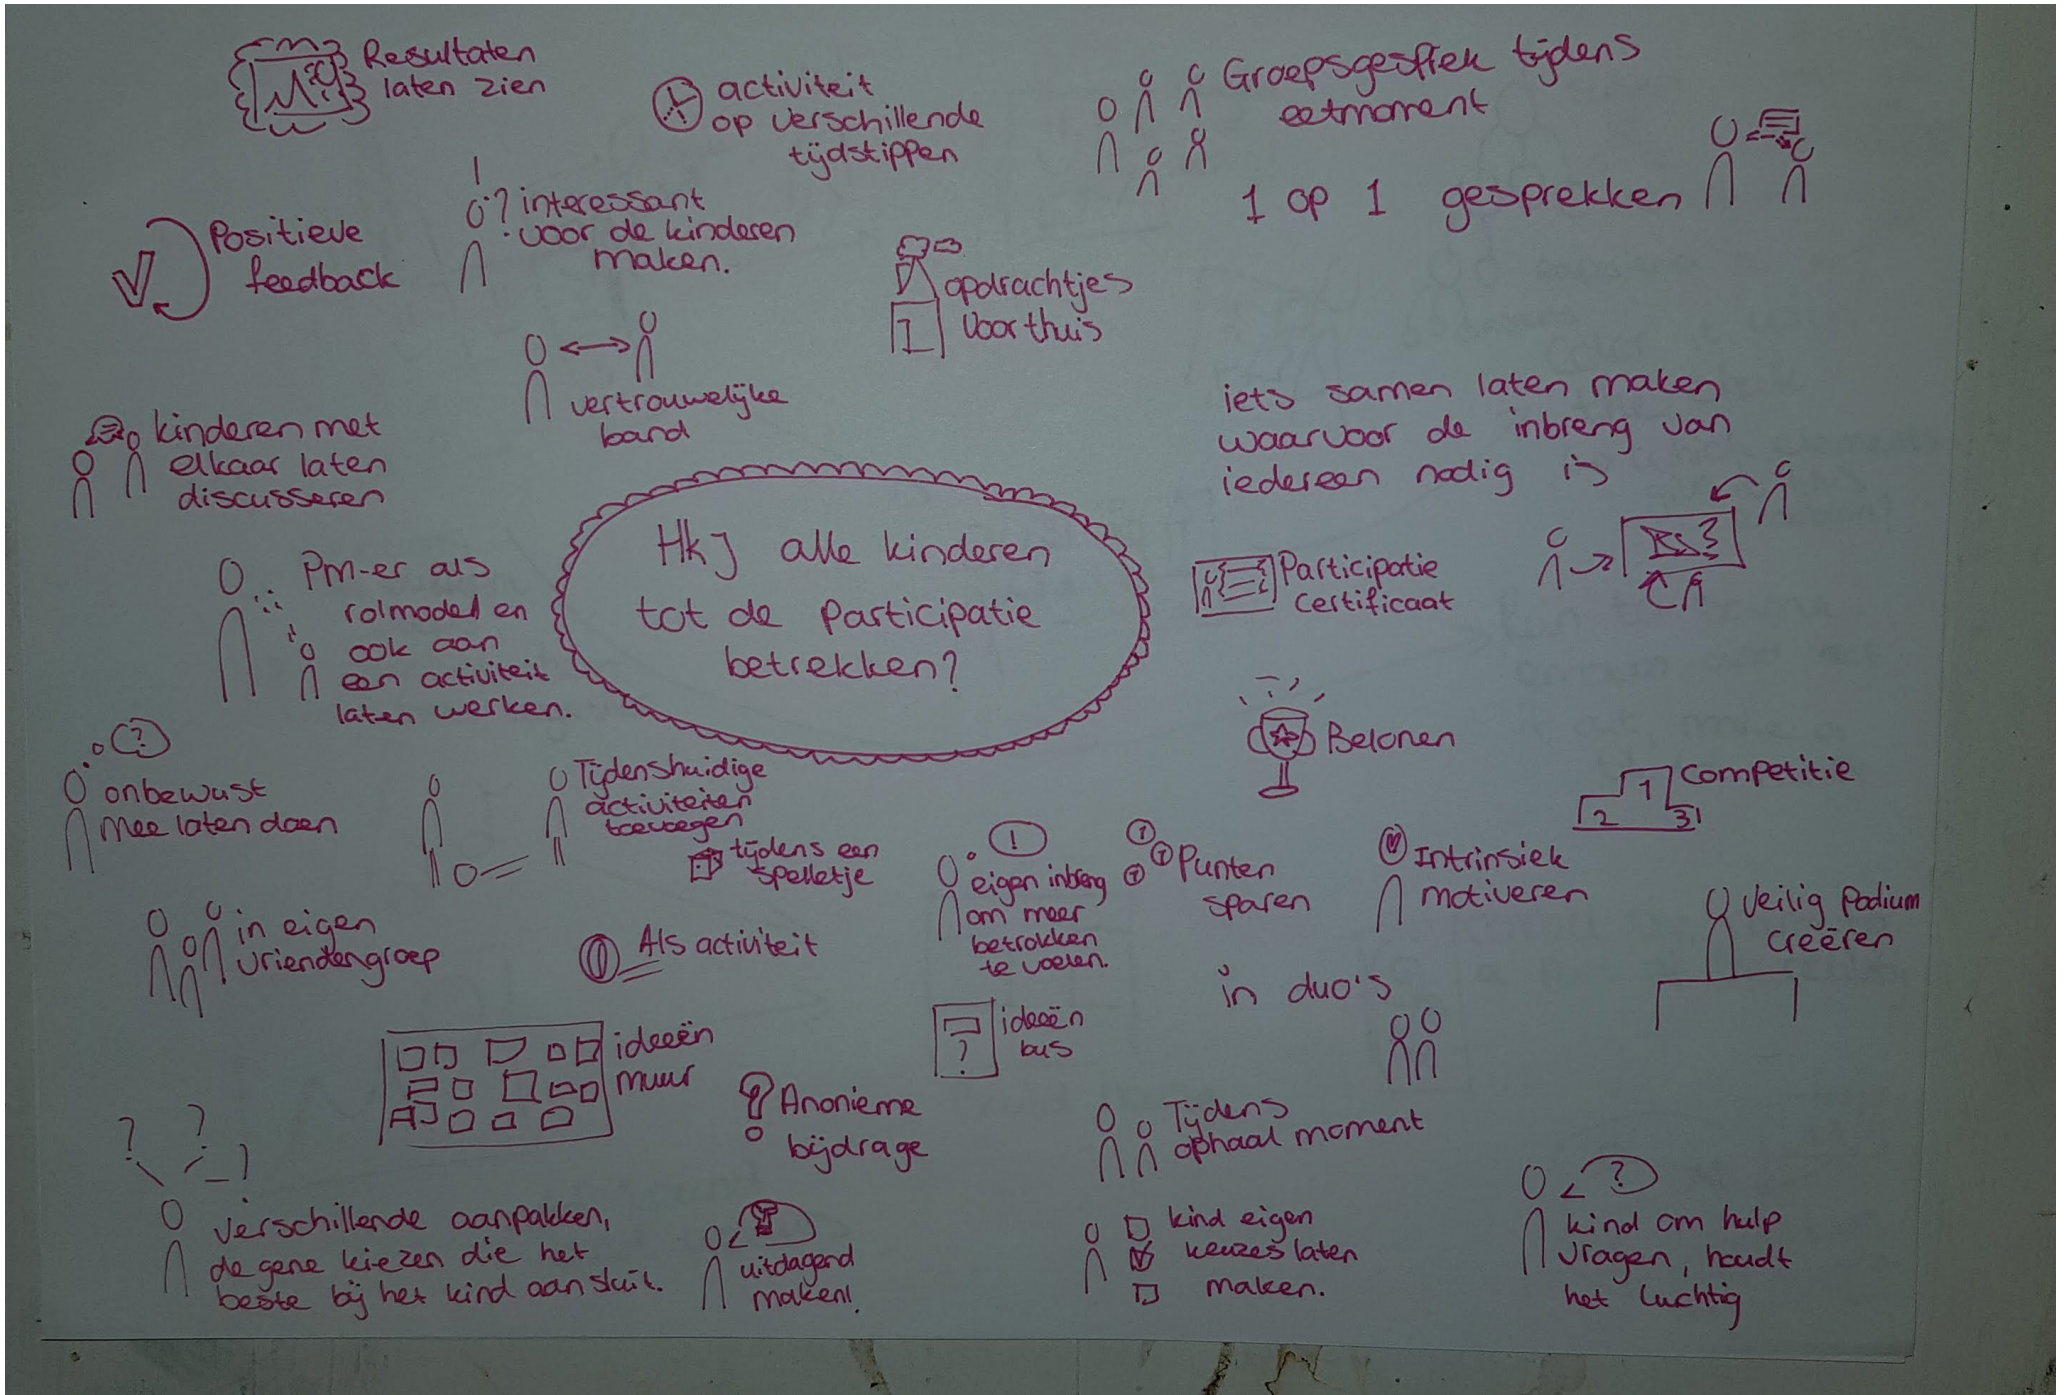 Resultaten
laten zien
activiteit
op verschillende
tijdstippen
Groepsgesprek tijdens
eetmoment
1 op 1 gesprekken
Positieve
feedback
interessant
voor de kinderen
maken.
opdrachtjes
voor thuis
vertrouwelijke
band
kinderen met
elkaar laten
discusseren
iets samen laten maken
waarvoor de inbreng van
iedereen nodig is
HkJ alle kinderen
tot de participatie
betrekken?
Participatie
certificaat
PM-er als
rolmodel en
ook aan
een activiteit
laten werken.
Belonen
?
onbewust
mee laten doen
Tijdens huidige
activiteiten
toevoegen
tijdens een
spelletje
1
2
3
competitie
!
eigen inbreng
om meer
betrokken
te voelen.
Punten
sparen
Intrinsiek
motiveren
Veilig podium
creëren
in eigen
vriendengroep
Als activiteit
in duo's
ideeën
muur
?
ideeën
bus
Anonieme
bijdrage
Tijdens
ophaal moment
? ? ?
verschillende aanpakken,
degene kiezen die het
beste bij het kind aansluit.
uitdagend
maken!
kind eigen
keuzes laten
maken.
?
kind om hulp
vragen, houdt
het luchtig